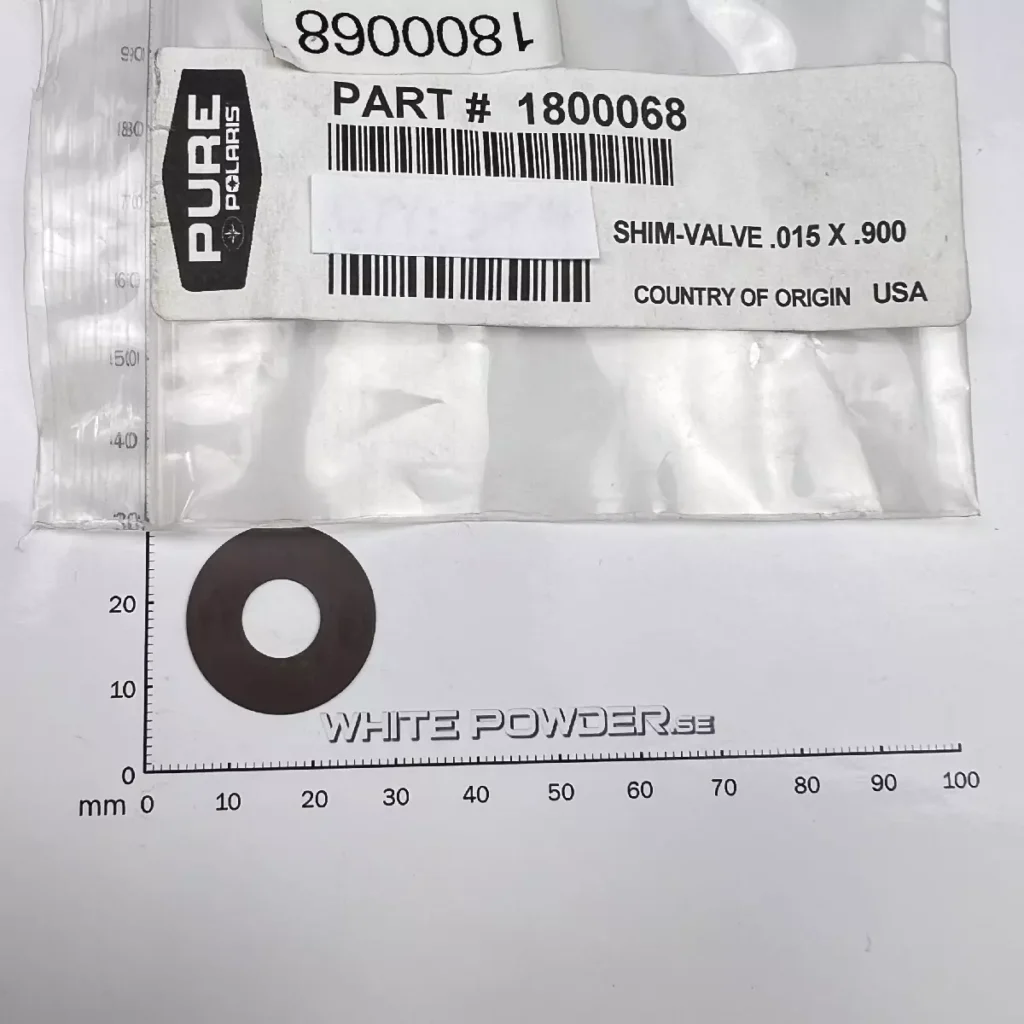 1800068
PURE
POLARIS
PART # 1800068
SHIM-VALVE .015 X .900
COUNTRY OF ORIGIN USA
90
80
60
50
40
30
20
10
0
WHITE POWDER.SE
mm 0 10 20 30 40 50 60 70 80 90 100